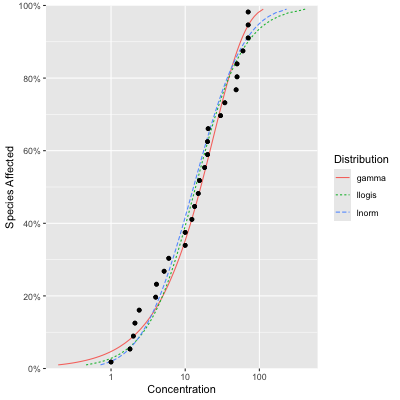 100%
80%
60%
40%
20%
0%
Species Affected
1 10 100
Concentration
Distribution
gamma
llogis
lnorm